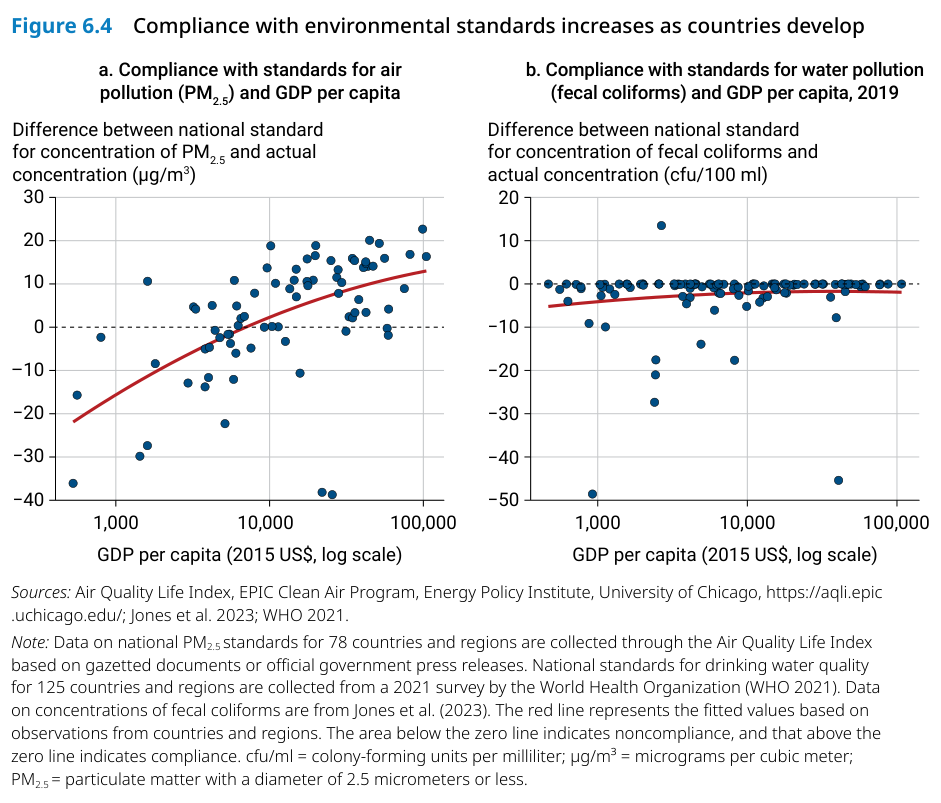 Figure 6.4 Compliance with environmental standards increases as countries develop
a. Compliance with standards for air
pollution (PM2.5) and GDP per capita
Difference between national standard
for concentration of PM2.5 and actual
concentration (μg/m³)
30
20
10
0
−10
−20
−30
−40
1,000
10,000
100,000
GDP per capita (2015 US$, log scale)
b. Compliance with standards for water pollution
(fecal coliforms) and GDP per capita, 2019
Difference between national standard
for concentration of fecal coliforms and
actual concentration (cfu/100 ml)
20
10
0
−10
−20
−30
−40
−50
1,000
10,000
100,000
GDP per capita (2015 US$, log scale)
Sources: Air Quality Life Index, EPIC Clean Air Program, Energy Policy Institute, University of Chicago, https://aqli.epic
.uchicago.edu/; Jones et al. 2023; WHO 2021.
Note: Data on national PM2.5 standards for 78 countries and regions are collected through the Air Quality Life Index
based on gazetted documents or official government press releases. National standards for drinking water quality
for 125 countries and regions are collected from a 2021 survey by the World Health Organization (WHO 2021). Data
on concentrations of fecal coliforms are from Jones et al. (2023). The red line represents the fitted values based on
observations from countries and regions. The area below the zero line indicates noncompliance, and that above the
zero line indicates compliance. cfu/ml = colony-forming units per milliliter; μg/m³ = micrograms per cubic meter;
PM2.5 = particulate matter with a diameter of 2.5 micrometers or less.